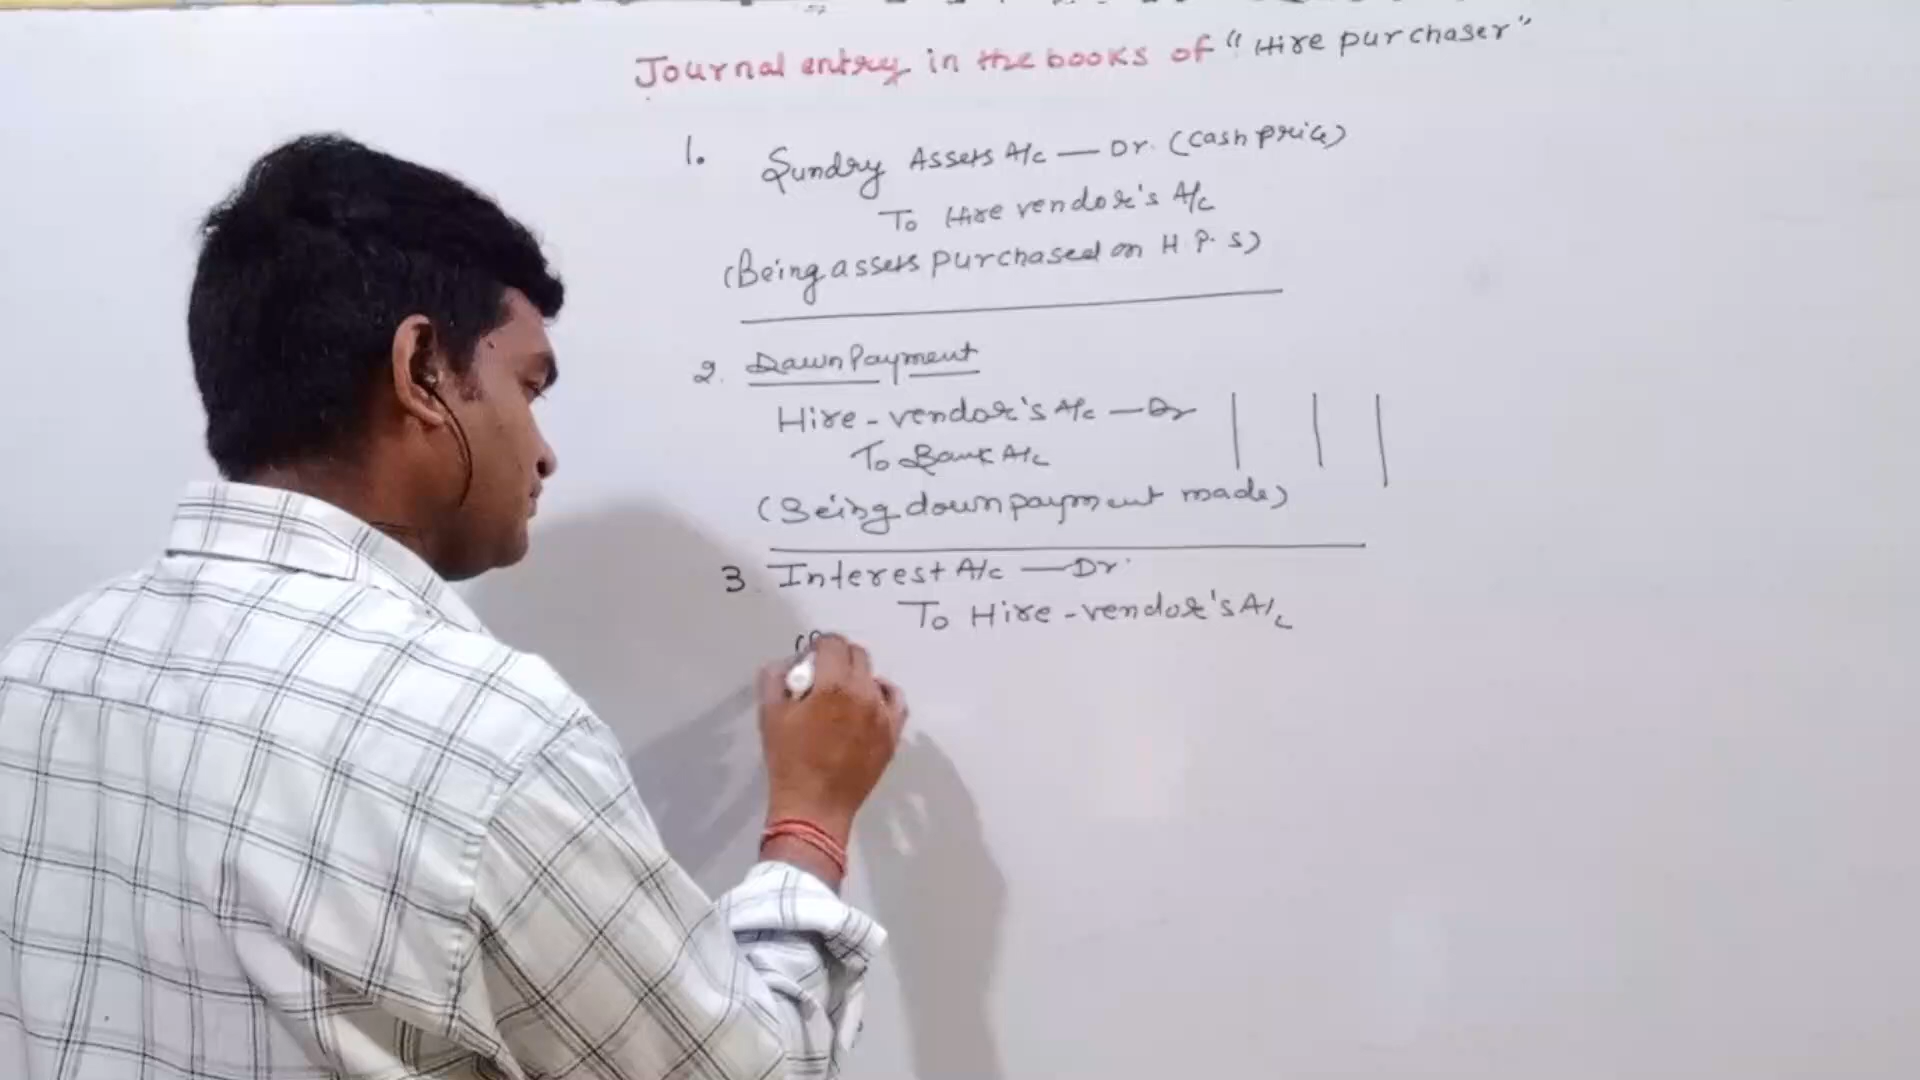 Journal entry in the books of "Hire purchaser"
1. Sundry Assets A/c — Dr. (cash price)
To Hire vendor's A/c
(Being assets purchased on H.P.S)
2. Dawn Payment
Hire-vendor's A/c — Dr
To Bank A/c
(Being down payment made)
3 Interest A/c — Dr.
To Hire-vendor's A/c